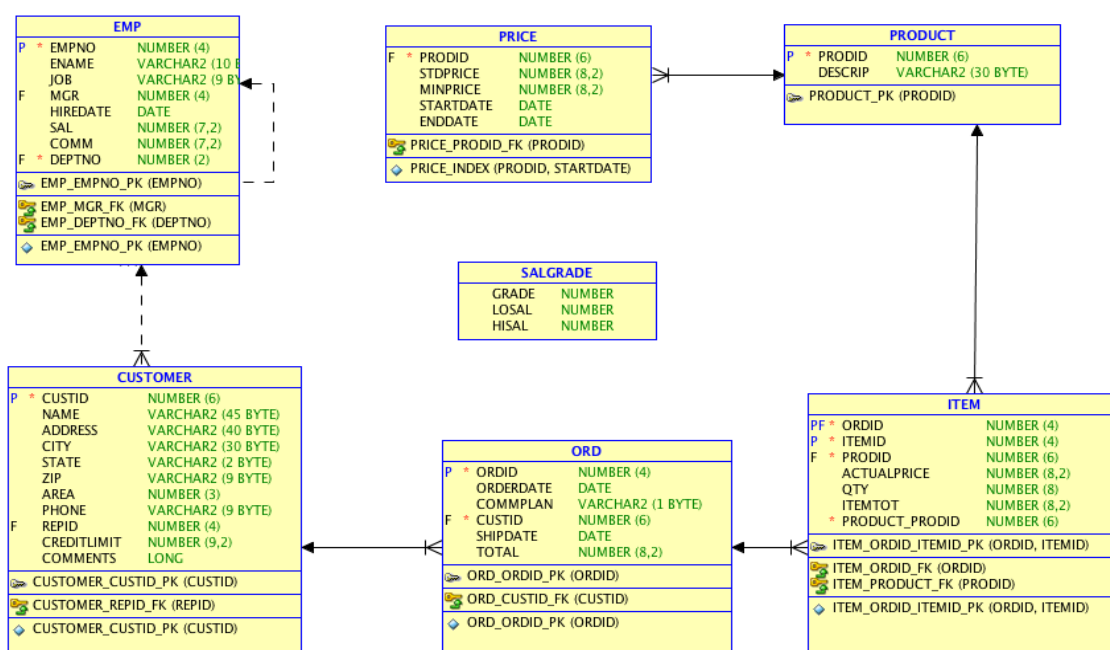 EMP
P * EMPNO NUMBER (4)
ENAME VARCHAR2 (10 B
JOB VARCHAR2 (9 BY
F MGR NUMBER (4)
HIREDATE DATE
SAL NUMBER (7,2)
COMM NUMBER (7,2)
F * DEPTNO NUMBER (2)
EMP_EMPNO_PK (EMPNO)
EMP_MGR_FK (MGR)
EMP_DEPTNO_FK (DEPTNO)
EMP_EMPNO_PK (EMPNO)
PRICE
F * PRODID NUMBER (6)
STDPRICE NUMBER (8,2)
MINPRICE NUMBER (8,2)
STARTDATE DATE
ENDDATE DATE
PRICE_PRODID_FK (PRODID)
PRICE_INDEX (PRODID, STARTDATE)
PRODUCT
P * PRODID NUMBER (6)
DESCRIP VARCHAR2 (30 BYTE)
PRODUCT_PK (PRODID)
SALGRADE
GRADE NUMBER
LOSAL NUMBER
HISAL NUMBER
CUSTOMER
P * CUSTID NUMBER (6)
NAME VARCHAR2 (45 BYTE)
ADDRESS VARCHAR2 (40 BYTE)
CITY VARCHAR2 (30 BYTE)
STATE VARCHAR2 (2 BYTE)
ZIP VARCHAR2 (9 BYTE)
AREA NUMBER (3)
PHONE VARCHAR2 (9 BYTE)
F REPID NUMBER (4)
CREDITLIMIT NUMBER (9,2)
COMMENTS LONG
CUSTOMER_CUSTID_PK (CUSTID)
CUSTOMER_REPID_FK (REPID)
CUSTOMER_CUSTID_PK (CUSTID)
ORD
P * ORDID NUMBER (4)
ORDERDATE DATE
COMMPLAN VARCHAR2 (1 BYTE)
F * CUSTID NUMBER (6)
SHIPDATE DATE
TOTAL NUMBER (8,2)
ORD_ORDID_PK (ORDID)
ORD_CUSTID_FK (CUSTID)
ORD_ORDID_PK (ORDID)
ITEM
PF * ORDID NUMBER (4)
P * ITEMID NUMBER (4)
F * PRODID NUMBER (6)
ACTUALPRICE NUMBER (8,2)
QTY NUMBER (8)
ITEMTOT NUMBER (8,2)
* PRODUCT_PRODID NUMBER (6)
ITEM_ORDID_ITEMID_PK (ORDID, ITEMID)
ITEM_ORDID_FK (ORDID)
ITEM_PRODUCT_FK (PRODID)
ITEM_ORDID_ITEMID_PK (ORDID, ITEMID)